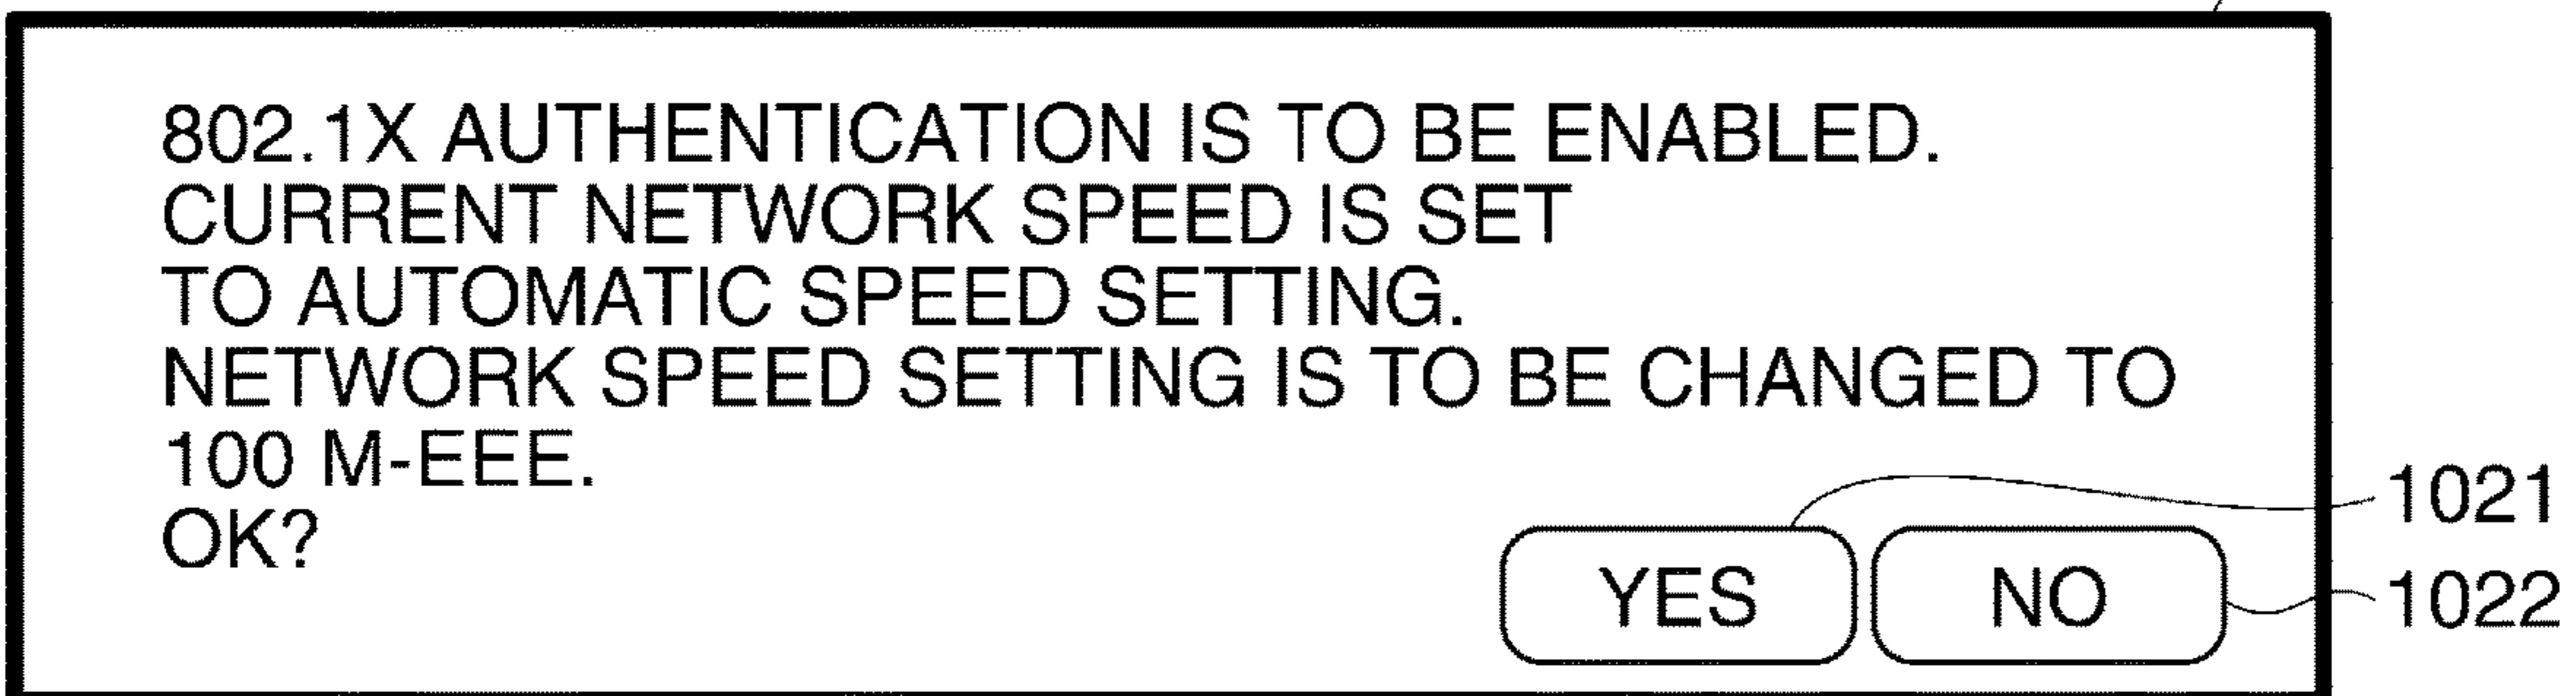 802.1X AUTHENTICATION IS TO BE ENABLED.
CURRENT NETWORK SPEED IS SET
TO AUTOMATIC SPEED SETTING.
NETWORK SPEED SETTING IS TO BE CHANGED TO
100 M-EEE.
OK?
1021
YES NO
1022